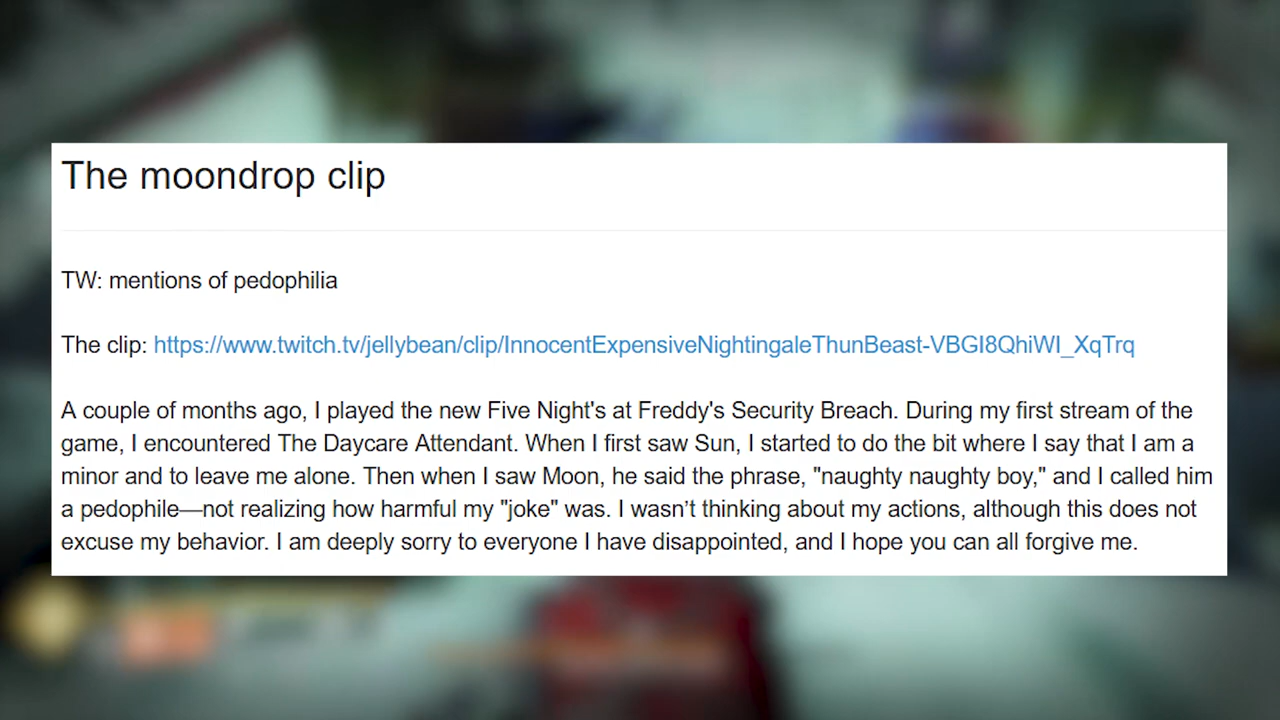 The moondrop clip
TW: mentions of pedophilia
The clip: https://www.twitch.tv/jellybean/clip/InnocentExpensiveNightingaleThunBeast-VBGI8QhiWI_XqTrq
A couple of months ago, I played the new Five Night's at Freddy's Security Breach. During my first stream of the
game, I encountered The Daycare Attendant. When I first saw Sun, I started to do the bit where I say that I am a
minor and to leave me alone. Then when I saw Moon, he said the phrase, "naughty naughty boy," and I called him
a pedophile—not realizing how harmful my "joke" was. I wasn’t thinking about my actions, although this does not
excuse my behavior. I am deeply sorry to everyone I have disappointed, and I hope you can all forgive me.